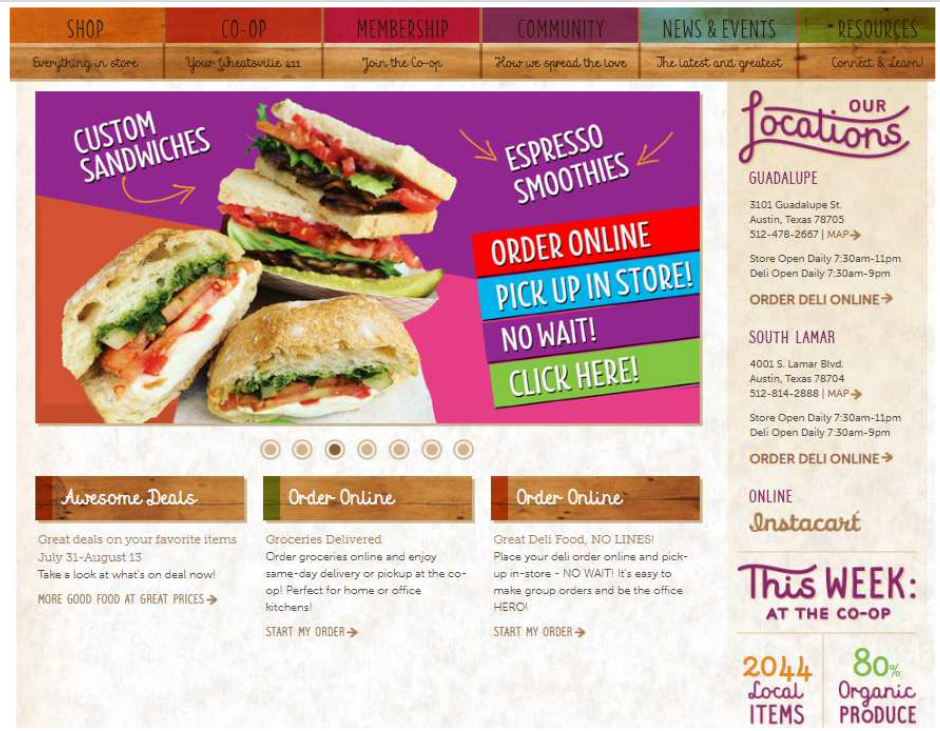 SHOP
CO-OP
MEMBERSHIP
COMMUNITY
NEWS & EVENTS
RESOURCES
Everything in store
Your Wheatsville 411
Join the Co-op
How we spread the love
The latest and greatest
Connect & Learn!
CUSTOM
SANDWICHES
ESPRESSO
SMOOTHIES
ORDER ONLINE
PICK UP IN STORE!
NO WAIT!
CLICK HERE!
Awesome Deals
Great deals on your favorite items
July 31-August 13
Take a look at what's on deal now!
MORE GOOD FOOD AT GREAT PRICES
Order Online
Groceries Delivered
Order groceries online and enjoy
same-day delivery or pickup at the co-
op! Perfect for home or office
kitchens!
START MY ORDER
Order Online
Great Deli Food, NO LINES!
Place your deli order online and pick-
up in-store - NO WAIT! It's easy to
make group orders and be the office
HERO!
START MY ORDER
OUR
Locations
GUADALUPE
3101 Guadalupe St.
Austin, Texas 78705
512-478-2667 | MAP
Store Open Daily 7:30am-11pm
Deli Open Daily 7:30am-9pm
ORDER DELI ONLINE
SOUTH LAMAR
4001 S. Lamar Blvd.
Austin, Texas 78704
512-814-2888 | MAP
Store Open Daily 7:30am-11pm
Deli Open Daily 7:30am-9pm
ORDER DELI ONLINE
ONLINE
Instacart
This WEEK:
AT THE CO-OP
2044
Local
ITEMS
80%
Organic
PRODUCE